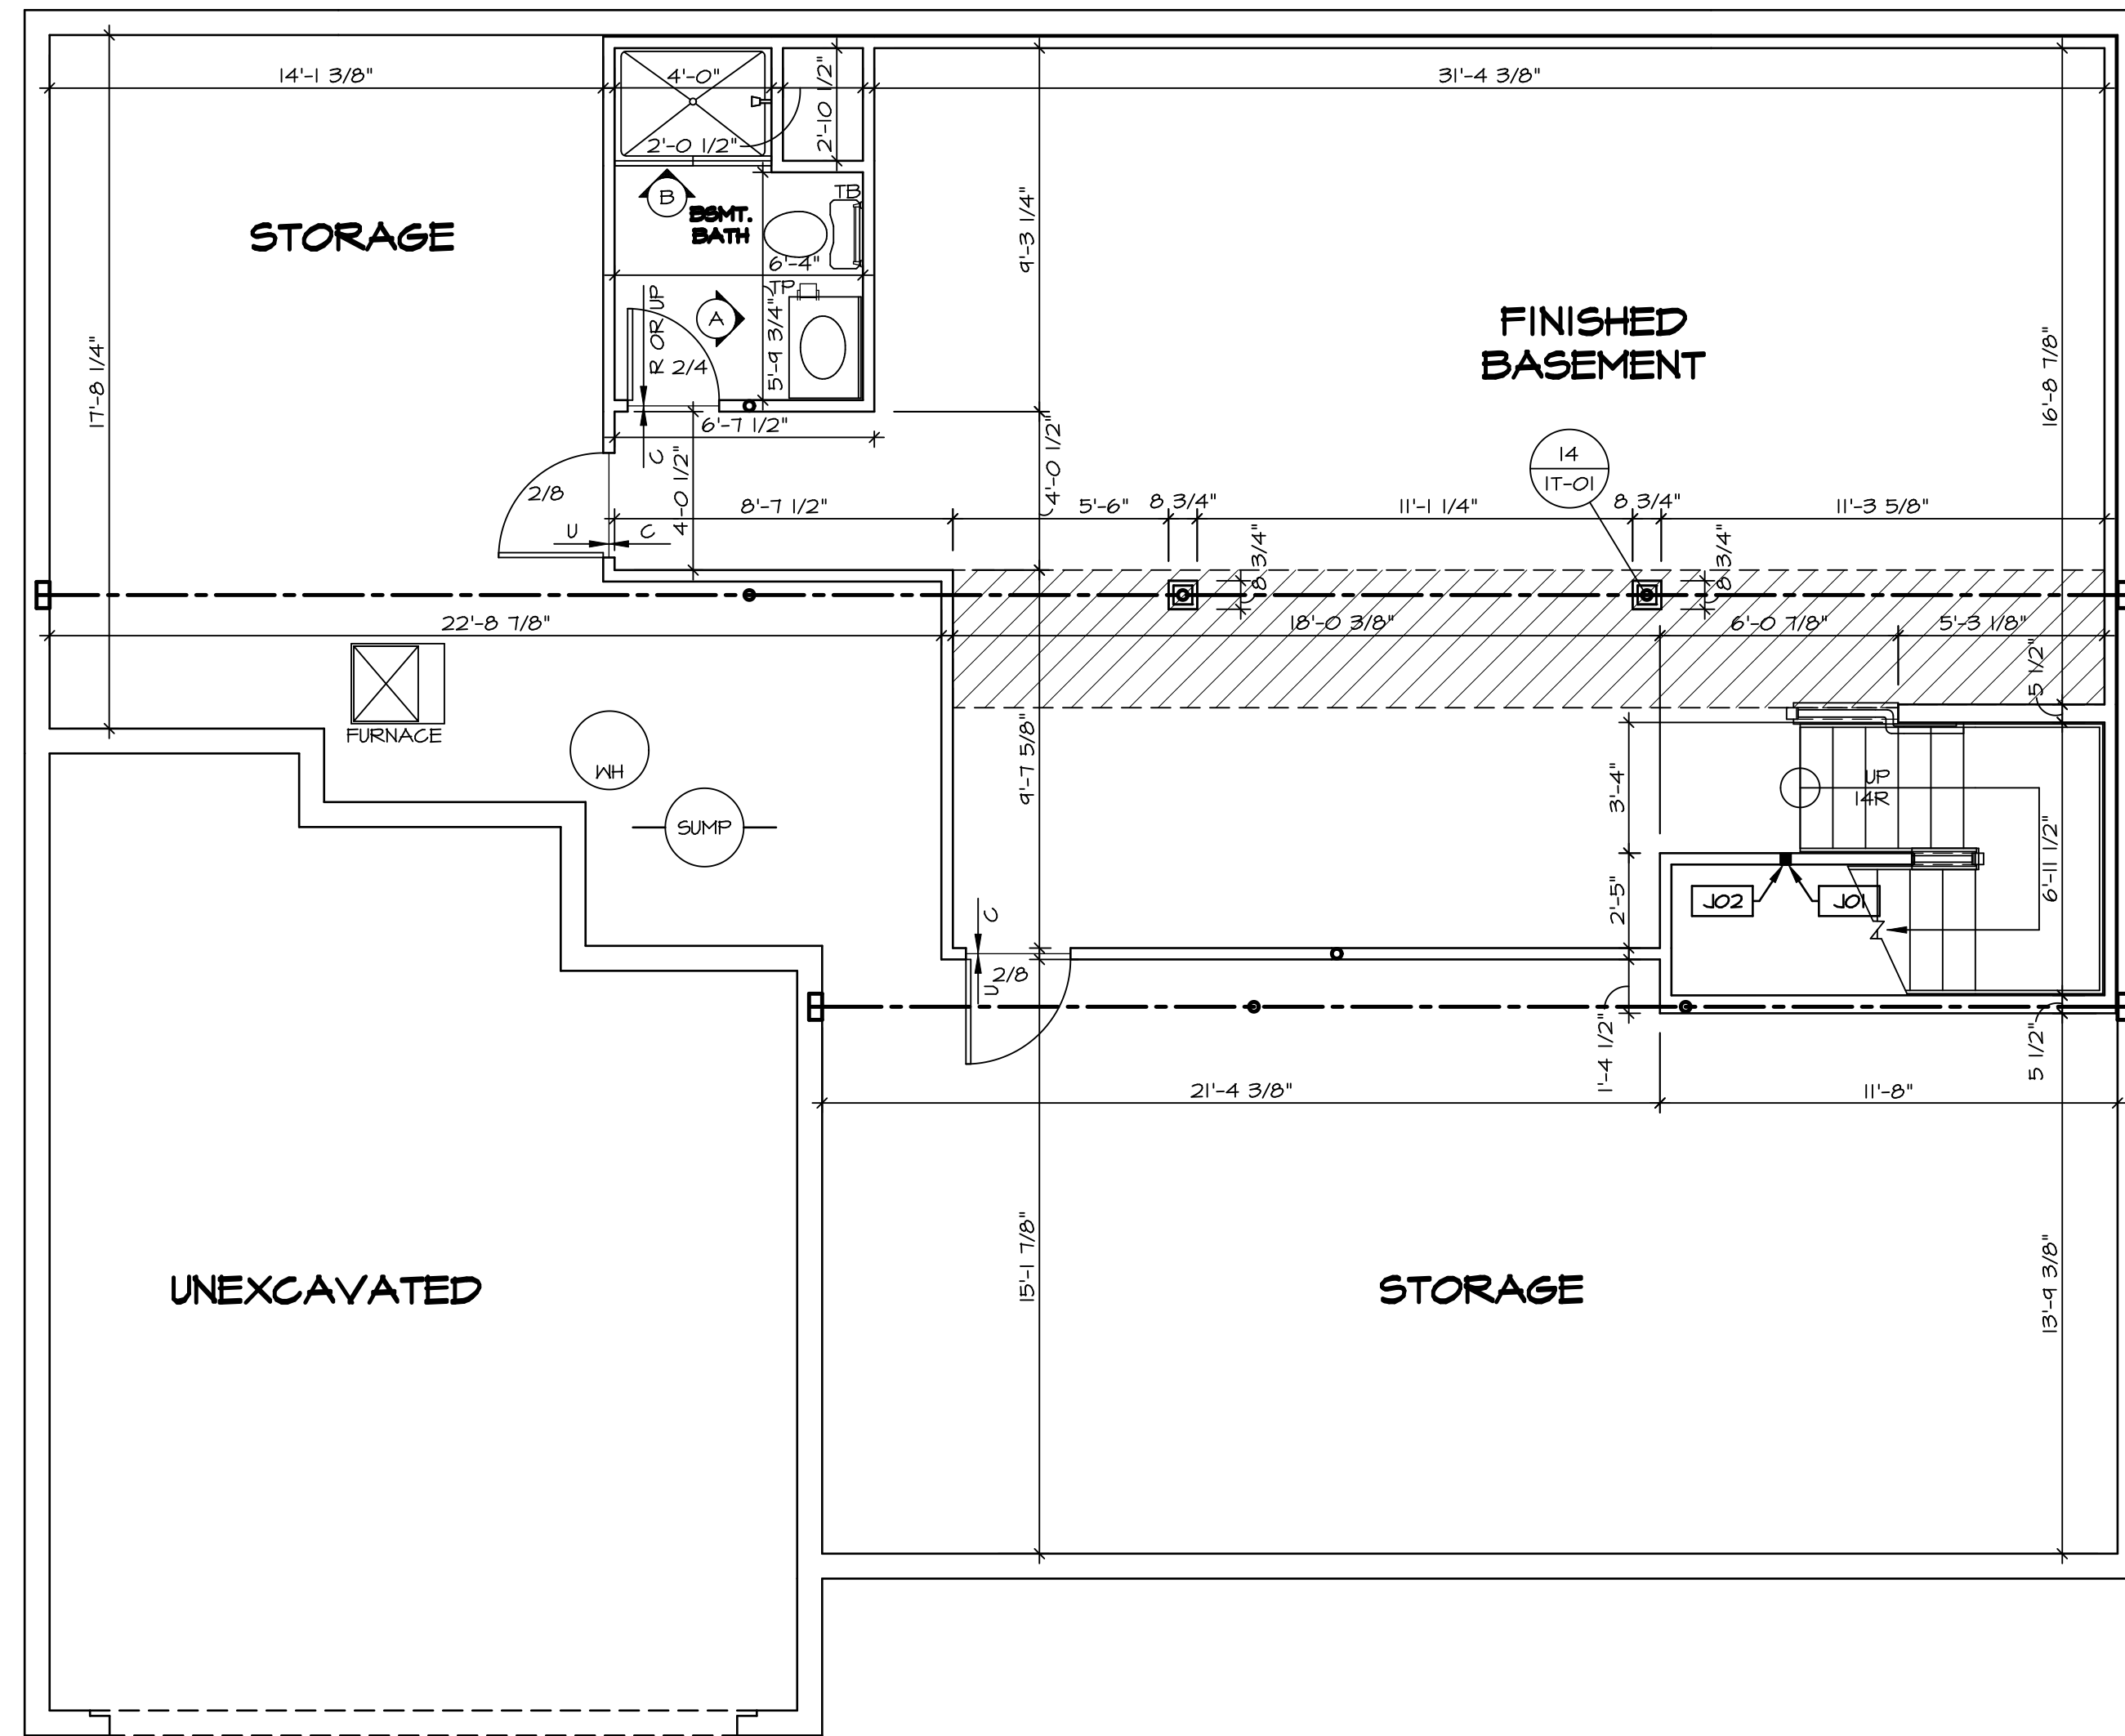 14'-1 3/8"
4'-0"
2'-10 1/2"
31'-4 3/8"
2'-0 1/2"
B
TB
BSMT.
BATH
STORAGE
9'-3 1/4"
6'-4"
TP
R OR UP
A
5'-9 3/4"
2/4
FINISHED
BASEMENT
17'-8 1/4"
16'-8 7/8"
6'-7 1/2"
C
4'-0 1/2"
4'-0 1/2"
14
1T-01
2/8
U
C
8'-7 1/2"
5'-6"
8 3/4"
11'-1 1/4"
8 3/4"
11'-3 5/8"
8 3/4"
8 3/4"
22'-8 7/8"
18'-0 3/8"
6'-0 7/8"
5'-3 1/8"
5 1/2"
FURNACE
WH
9'-7 5/8"
3'-4"
UP
14R
SUMP
6'-11 1/2"
2'-5"
J02
J01
C
2/8
U
1'-4 1/2"
5 1/2"
21'-4 3/8"
11'-8"
15'-1 7/8"
13'-9 3/8"
UNEXCAVATED
STORAGE